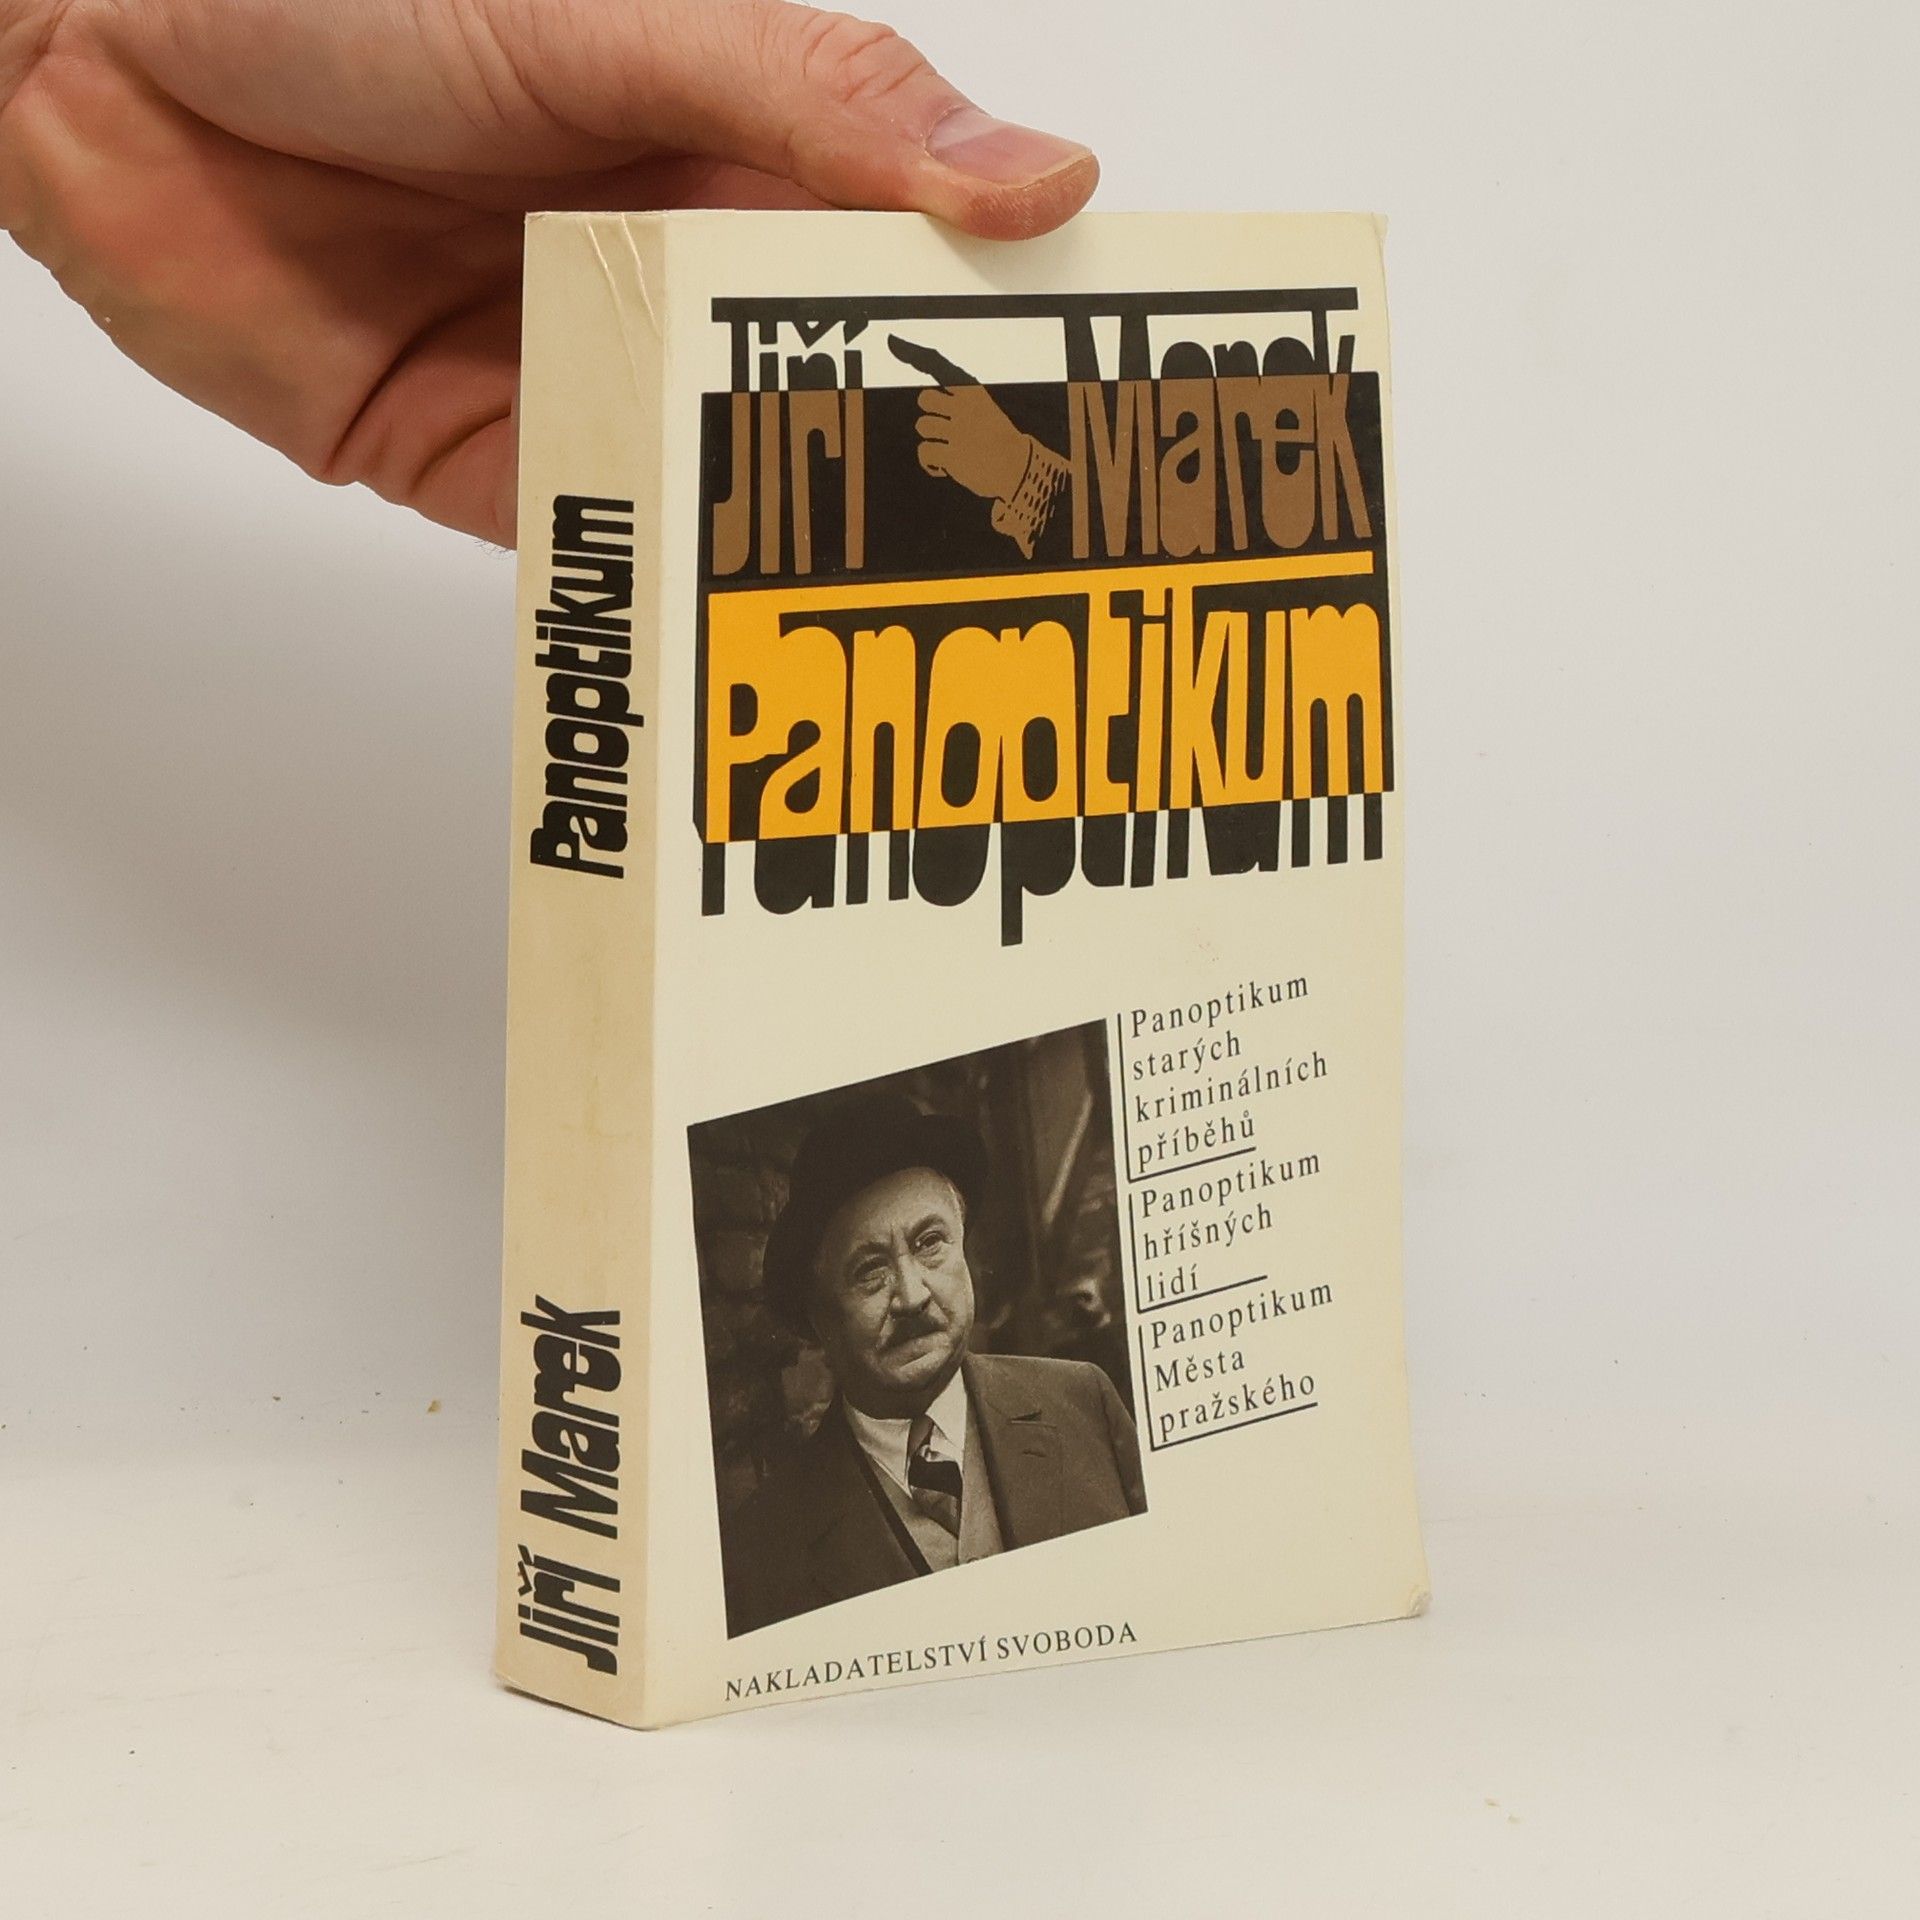 Panoptikum
Jiří Marek
Jiří Marek
Panoptikum
Panoptikum
starých
kriminálních
příběhů
Panoptikum
hříšných
lidí
Panoptikum
Města
pražského
NAKLADATELSTVÍ SVOBODA